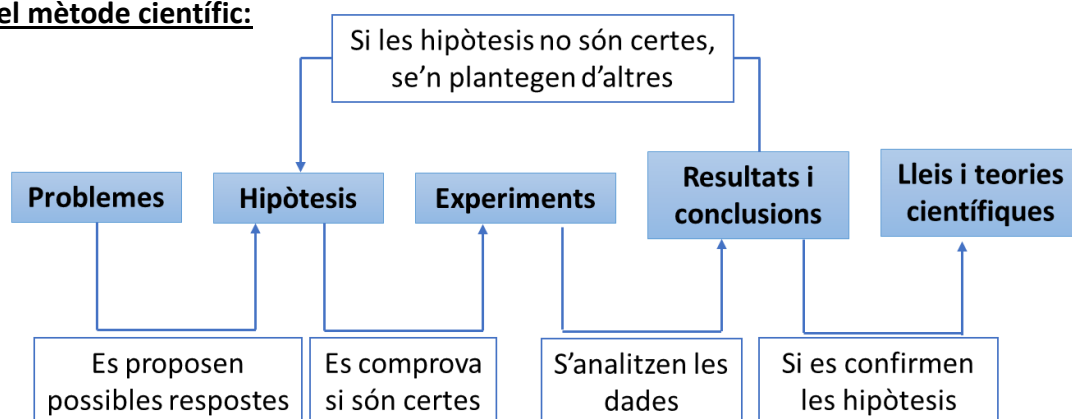 el mètode científic:
Si les hipòtesis no són certes,
se'n plantegen d'altres
Problemes
Hipòtesis
Experiments
Resultats i
conclusions
Lleis i teories
científiques
Es proposen
possibles respostes
Es comprova
si són certes
S'analitzen les
dades
Si es confirmen
les hipòtesis